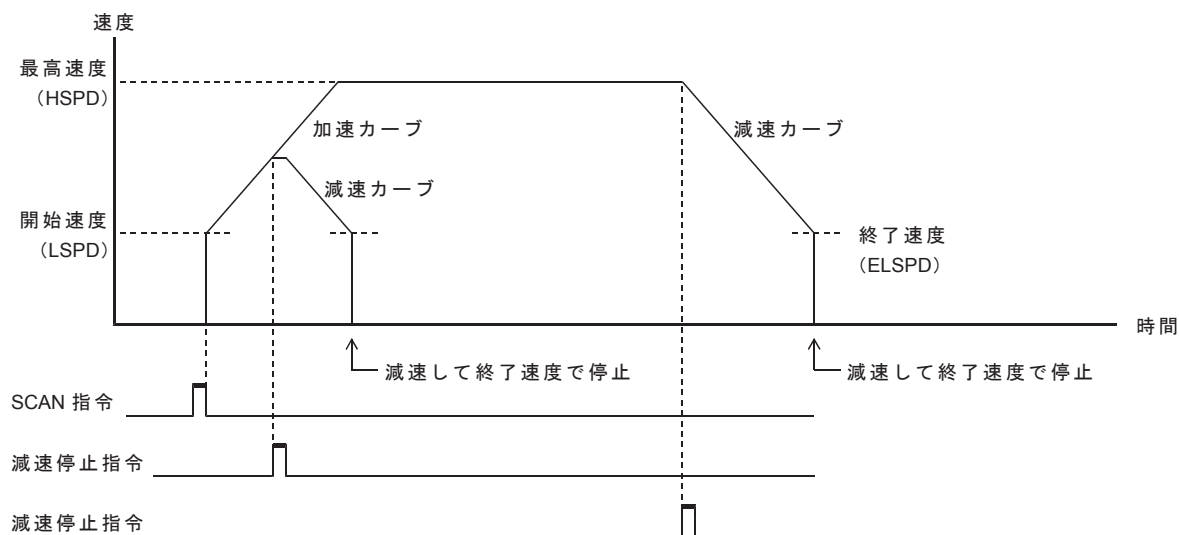 速度
最高速度
（HSPD）
加速カーブ
減速カーブ
減速カーブ
開始速度
（LSPD）
終了速度
（ELSPD）
時間
減速して終了速度で停止
減速して終了速度で停止
SCAN 指令
減速停止指令
減速停止指令